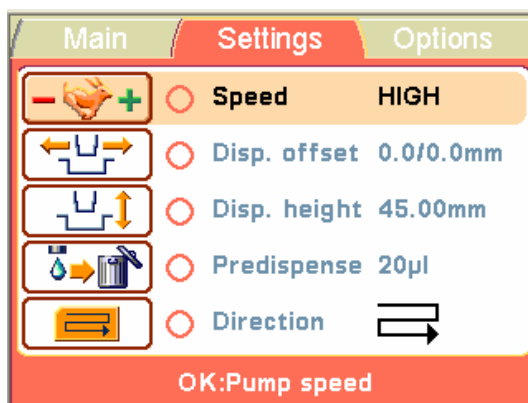 Main Settings Options
Speed HIGH
Disp. offset 0.0/0.0mm
Disp. height 45.00mm
Predispense 20µl
Direction
OK:Pump speed